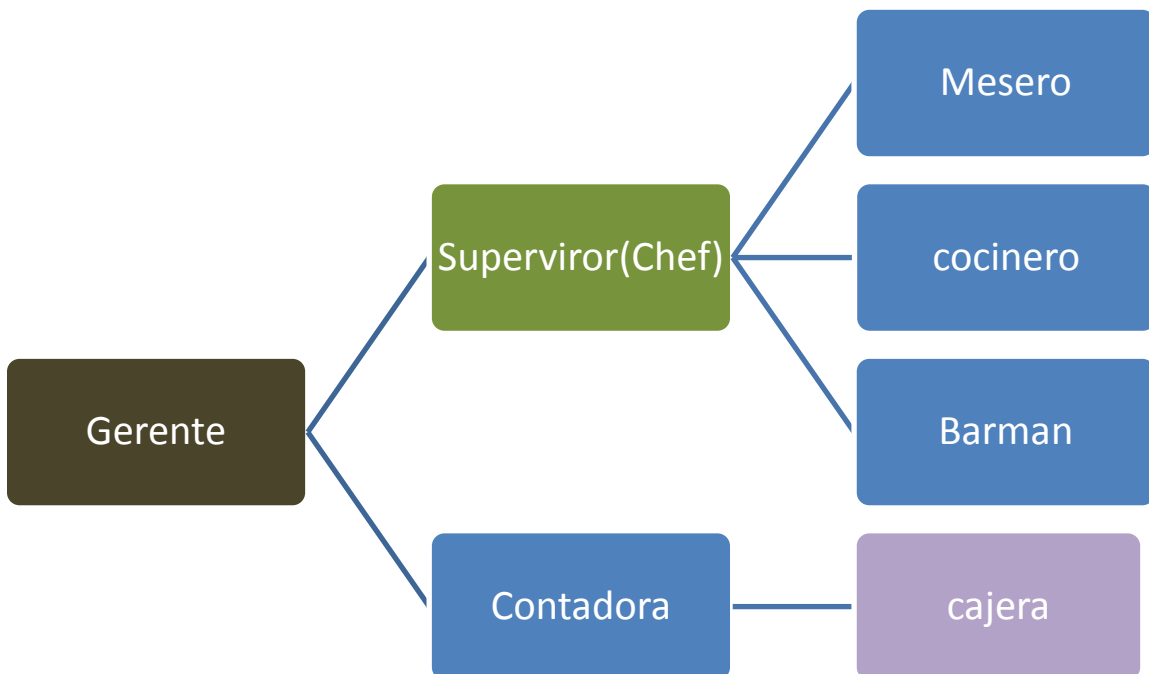 Gerente
Superviror(Chef)
Mesero
cocinero
Barman
Contadora
cajera